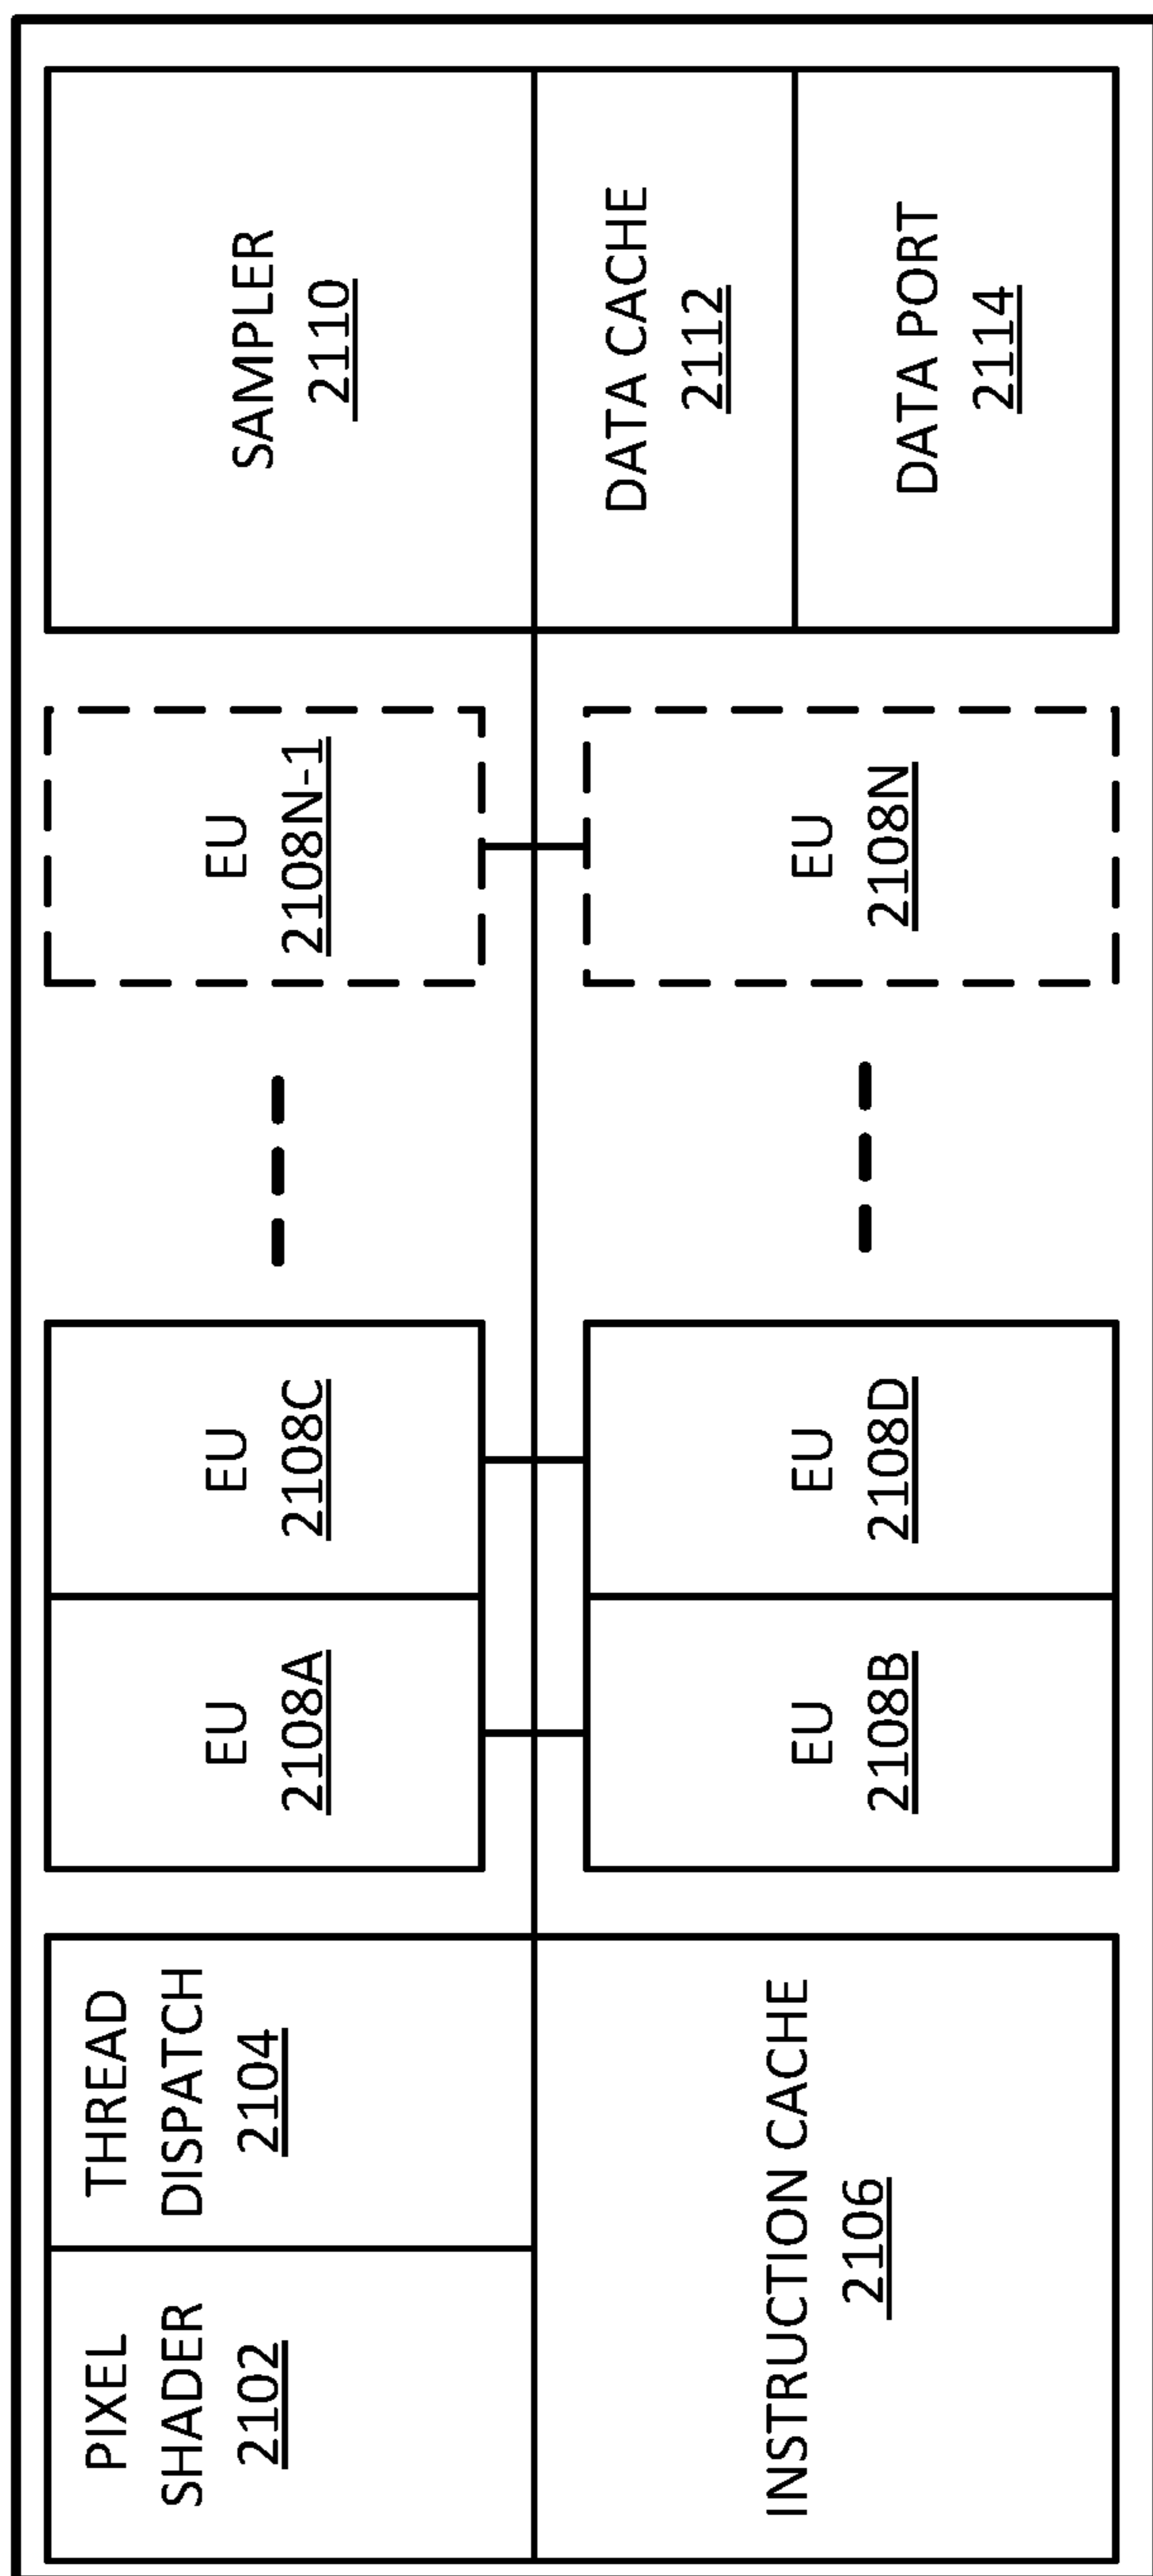 PIXEL
SHADER
2102
THREAD
DISPATCH
2104
INSTRUCTION CACHE
2106
EU
2108A
EU
2108C
EU
2108B
EU
2108D
EU
2108N-1
EU
2108N
SAMPLER
2110
DATA CACHE
2112
DATA PORT
2114